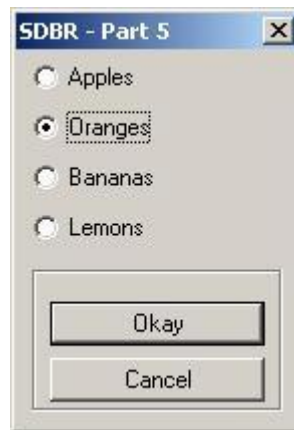 SDBR - Part 5
Apples
Oranges
Bananas
Lemons
Okay
Cancel